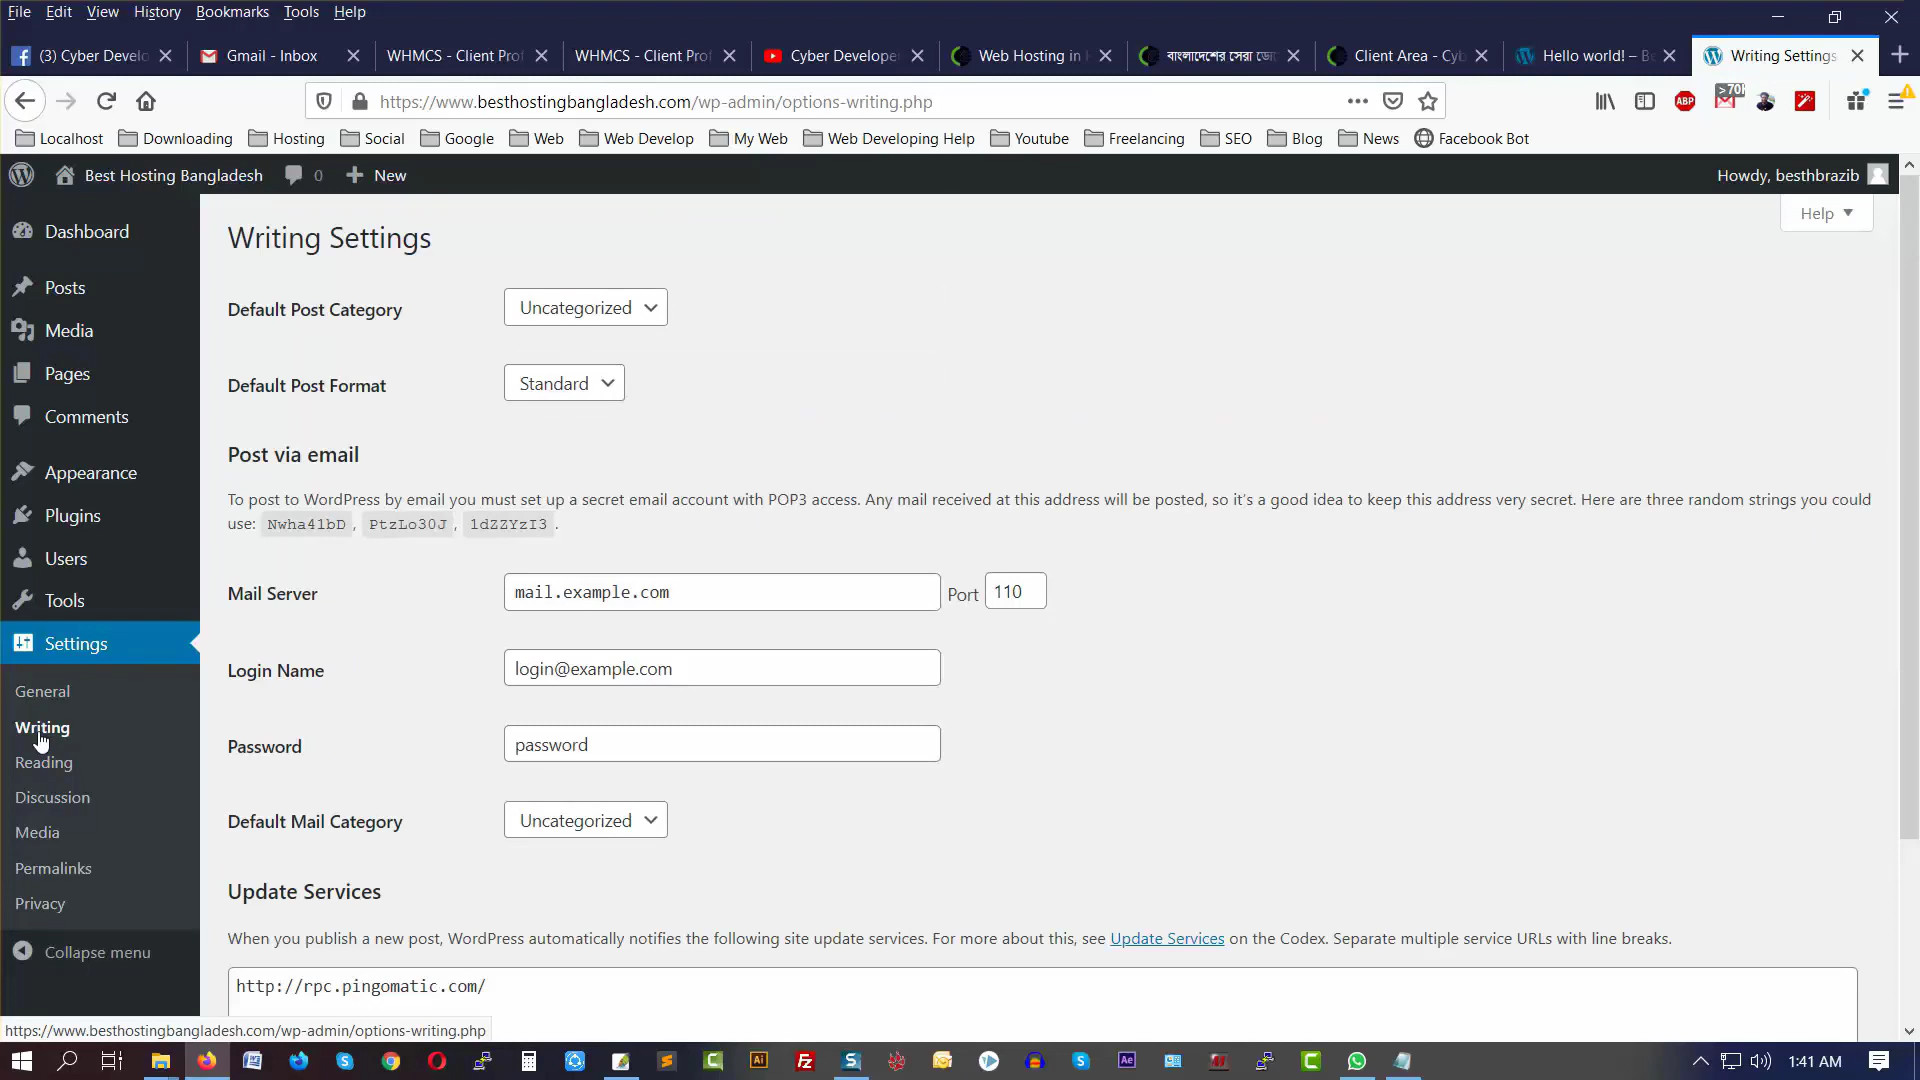 File Edit View History Bookmarks Tools Help
(3) Cyber Develo
Gmail - Inbox
WHMCS - Client Prof
WHMCS - Client Prof
Cyber Developer
Web Hosting in
বাংলাদেশের সেরা ডো
Client Area - Cyb
Hello world! – Be
Writing Settings
https://www.besthostingbangladesh.com/wp-admin/options-writing.php
ABP
>70k
Localhost Downloading Hosting Social Google Web Web Develop My Web Web Developing Help Youtube Freelancing SEO Blog News Facebook Bot
Best Hosting Bangladesh 0 New
Howdy, besthbrazib
Help
Dashboard
Posts
Media
Pages
Comments
Appearance
Plugins
Users
Tools
Settings
General
Writing
Reading
Discussion
Media
Permalinks
Privacy
Collapse menu
Writing Settings
Default Post Category Uncategorized
Default Post Format Standard
Post via email
To post to WordPress by email you must set up a secret email account with POP3 access. Any mail received at this address will be posted, so it's a good idea to keep this address very secret. Here are three random strings you could
use: Nwha41bD , PtzLo30J , 1dZZYzI3 .
Mail Server mail.example.com Port 110
Login Name login@example.com
Password password
Default Mail Category Uncategorized
Update Services
When you publish a new post, WordPress automatically notifies the following site update services. For more about this, see Update Services on the Codex. Separate multiple service URLs with line breaks.
http://rpc.pingomatic.com/
https://www.besthostingbangladesh.com/wp-admin/options-writing.php
1:41 AM